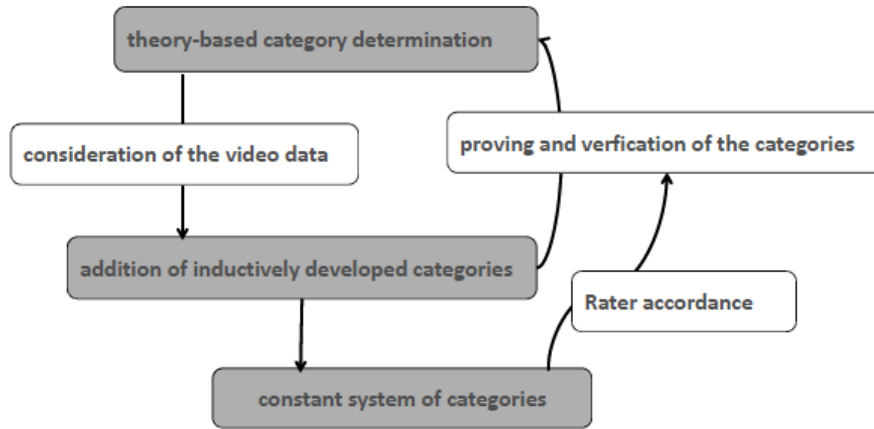 theory-based category determination
consideration of the video data
proving and verfication of the categories
addition of inductively developed categories
Rater accordance
constant system of categories